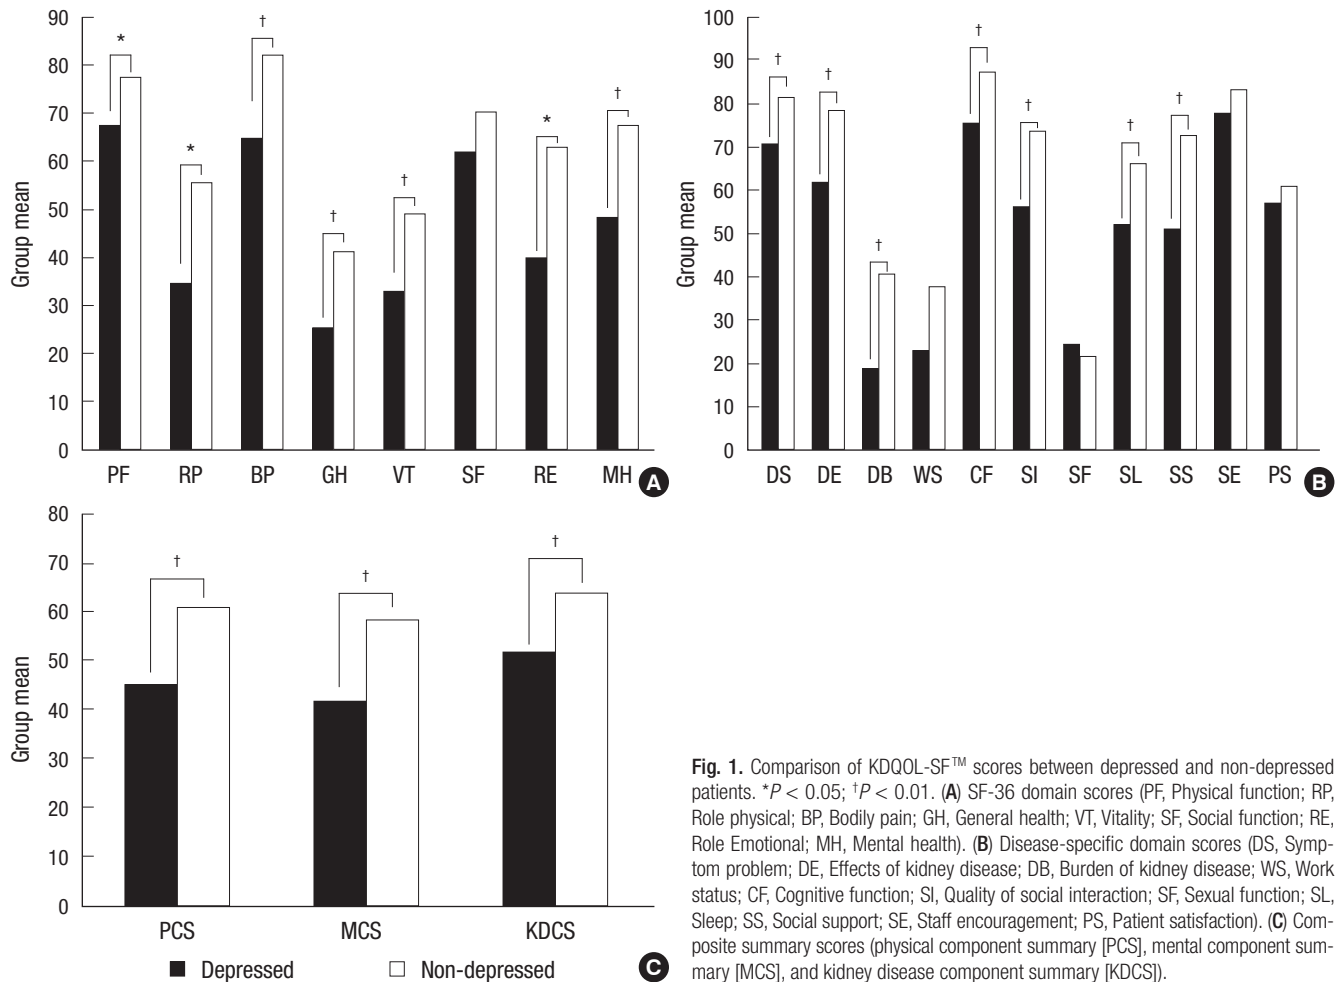 90
80
70
60
50
40
30
20
10
0
Group mean
* * † † † * †
PF RP BP GH VT SF RE MH
A
100
90
80
70
60
50
40
30
20
10
0
Group mean
† † † † † † †
DS DE DB WS CF SI SF SL SS SE PS
B
80
70
60
50
40
30
20
10
0
Group mean
† † †
PCS MCS KDCS
Depressed Non-depressed
C
Fig. 1. Comparison of KDQOL-SF™ scores between depressed and non-depressed
patients. *P < 0.05; †P < 0.01. (A) SF-36 domain scores (PF, Physical function; RP,
Role physical; BP, Bodily pain; GH, General health; VT, Vitality; SF, Social function; RE,
Role Emotional; MH, Mental health). (B) Disease-specific domain scores (DS, Symp-
tom problem; DE, Effects of kidney disease; DB, Burden of kidney disease; WS, Work
status; CF, Cognitive function; SI, Quality of social interaction; SF, Sexual function; SL,
Sleep; SS, Social support; SE, Staff encouragement; PS, Patient satisfaction). (C) Com-
posite summary scores (physical component summary [PCS], mental component sum-
mary [MCS], and kidney disease component summary [KDCS]).